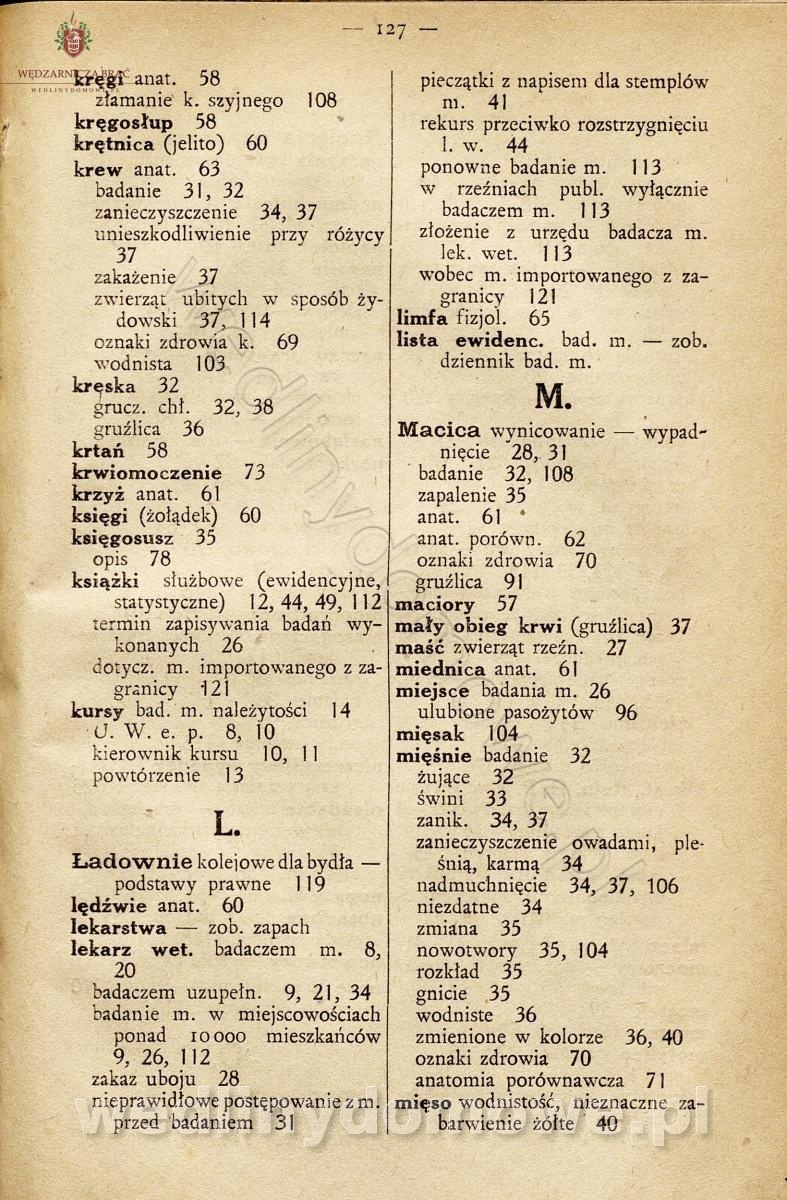 — 127 —
WĘDZARNICZA BRAĆ
kręgi anat. 58
złamanie k. szyjnego 108
kręgosłup 58
krętnica (jelito) 60
krew anat. 63
badanie 31, 32
zanieczyszczenie 34, 37
unieszkodliwienie przy różycy
37
zakażenie 37
zwierząt ubitych w sposób ży-
dowski 37, 114
oznaki zdrowia k. 69
wodnista 103
kręska 32
grucz. chł. 32, 38
gruźlica 36
krtań 58
krwiomoczenie 73
krzyż anat. 61
księgi (żołądek) 60
księgosusz 35
opis 78
książki służbowe (ewidencyjne,
statystyczne) 12, 44, 49, 112
termin zapisywania badań wy-
konanych 26
dotycz. m. importowanego z za-
granicy 121
kursy bad. m. należytości 14
U. W. e. p. 8, 10
kierownik kursu 10, 11
powtórzenie 13
L.
Ładownie kolejowe dla bydła —
podstawy prawne 119
lędźwie anat. 60
lekarstwa — zob. zapach
lekarz wet. badaczem m. 8,
20
badaczem uzupełn. 9, 21, 34
badanie m. w miejscowościach
ponad 10 000 mieszkańców
9, 26, 112
zakaz uboju 28
nieprawidłowe postępowanie z m.
przed badaniem 31
pieczątki z napisem dla stemplów
m. 41
rekurs przeciwko rozstrzygnięciu
l. w. 44
ponowne badanie m. 113
w rzeźniach publ. wyłącznie
badaczem m. 113
złożenie z urzędu badacza m.
lek. wet. 113
wobec m. importowanego z za-
granicy 121
limfa fizjol. 65
lista ewidenc. bad. m. — zob.
dziennik bad. m.
M.
Macica wynicowanie — wypad-
nięcie 28, 31
badanie 32, 108
zapalenie 35
anat. 61
anat. porówn. 62
oznaki zdrowia 70
gruźlica 91
maciory 57
mały obieg krwi (gruźlica) 37
maść zwierząt rzeźn. 27
miednica anat. 61
miejsce badania m. 26
ulubione pasożytów 96
mięsak 104
mięśnie badanie 32
żujące 32
świni 33
zanik. 34, 37
zanieczyszczenie owadami, ple-
śnią, karmą 34
nadmuchnięcie 34, 37, 106
niezdatne 34
zmiana 35
nowotwory 35, 104
rozkład 35
gnicie 35
wodniste 36
zmienione w kolorze 36, 40
oznaki zdrowia 70
anatomia porównawcza 71
mięso wodnistość, nieznaczne za-
barwienie żółte 40
wedlinydomowe.pl